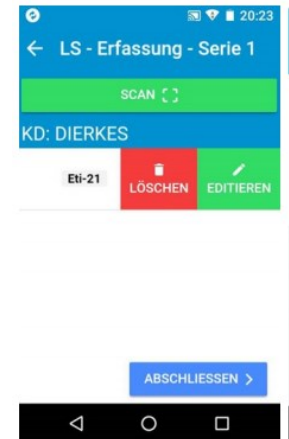 20:23
LS - Erfassung - Serie 1
SCAN
KD: DIERKES
Eti-21
LÖSCHEN
EDITIEREN
ABSCHLIESSEN